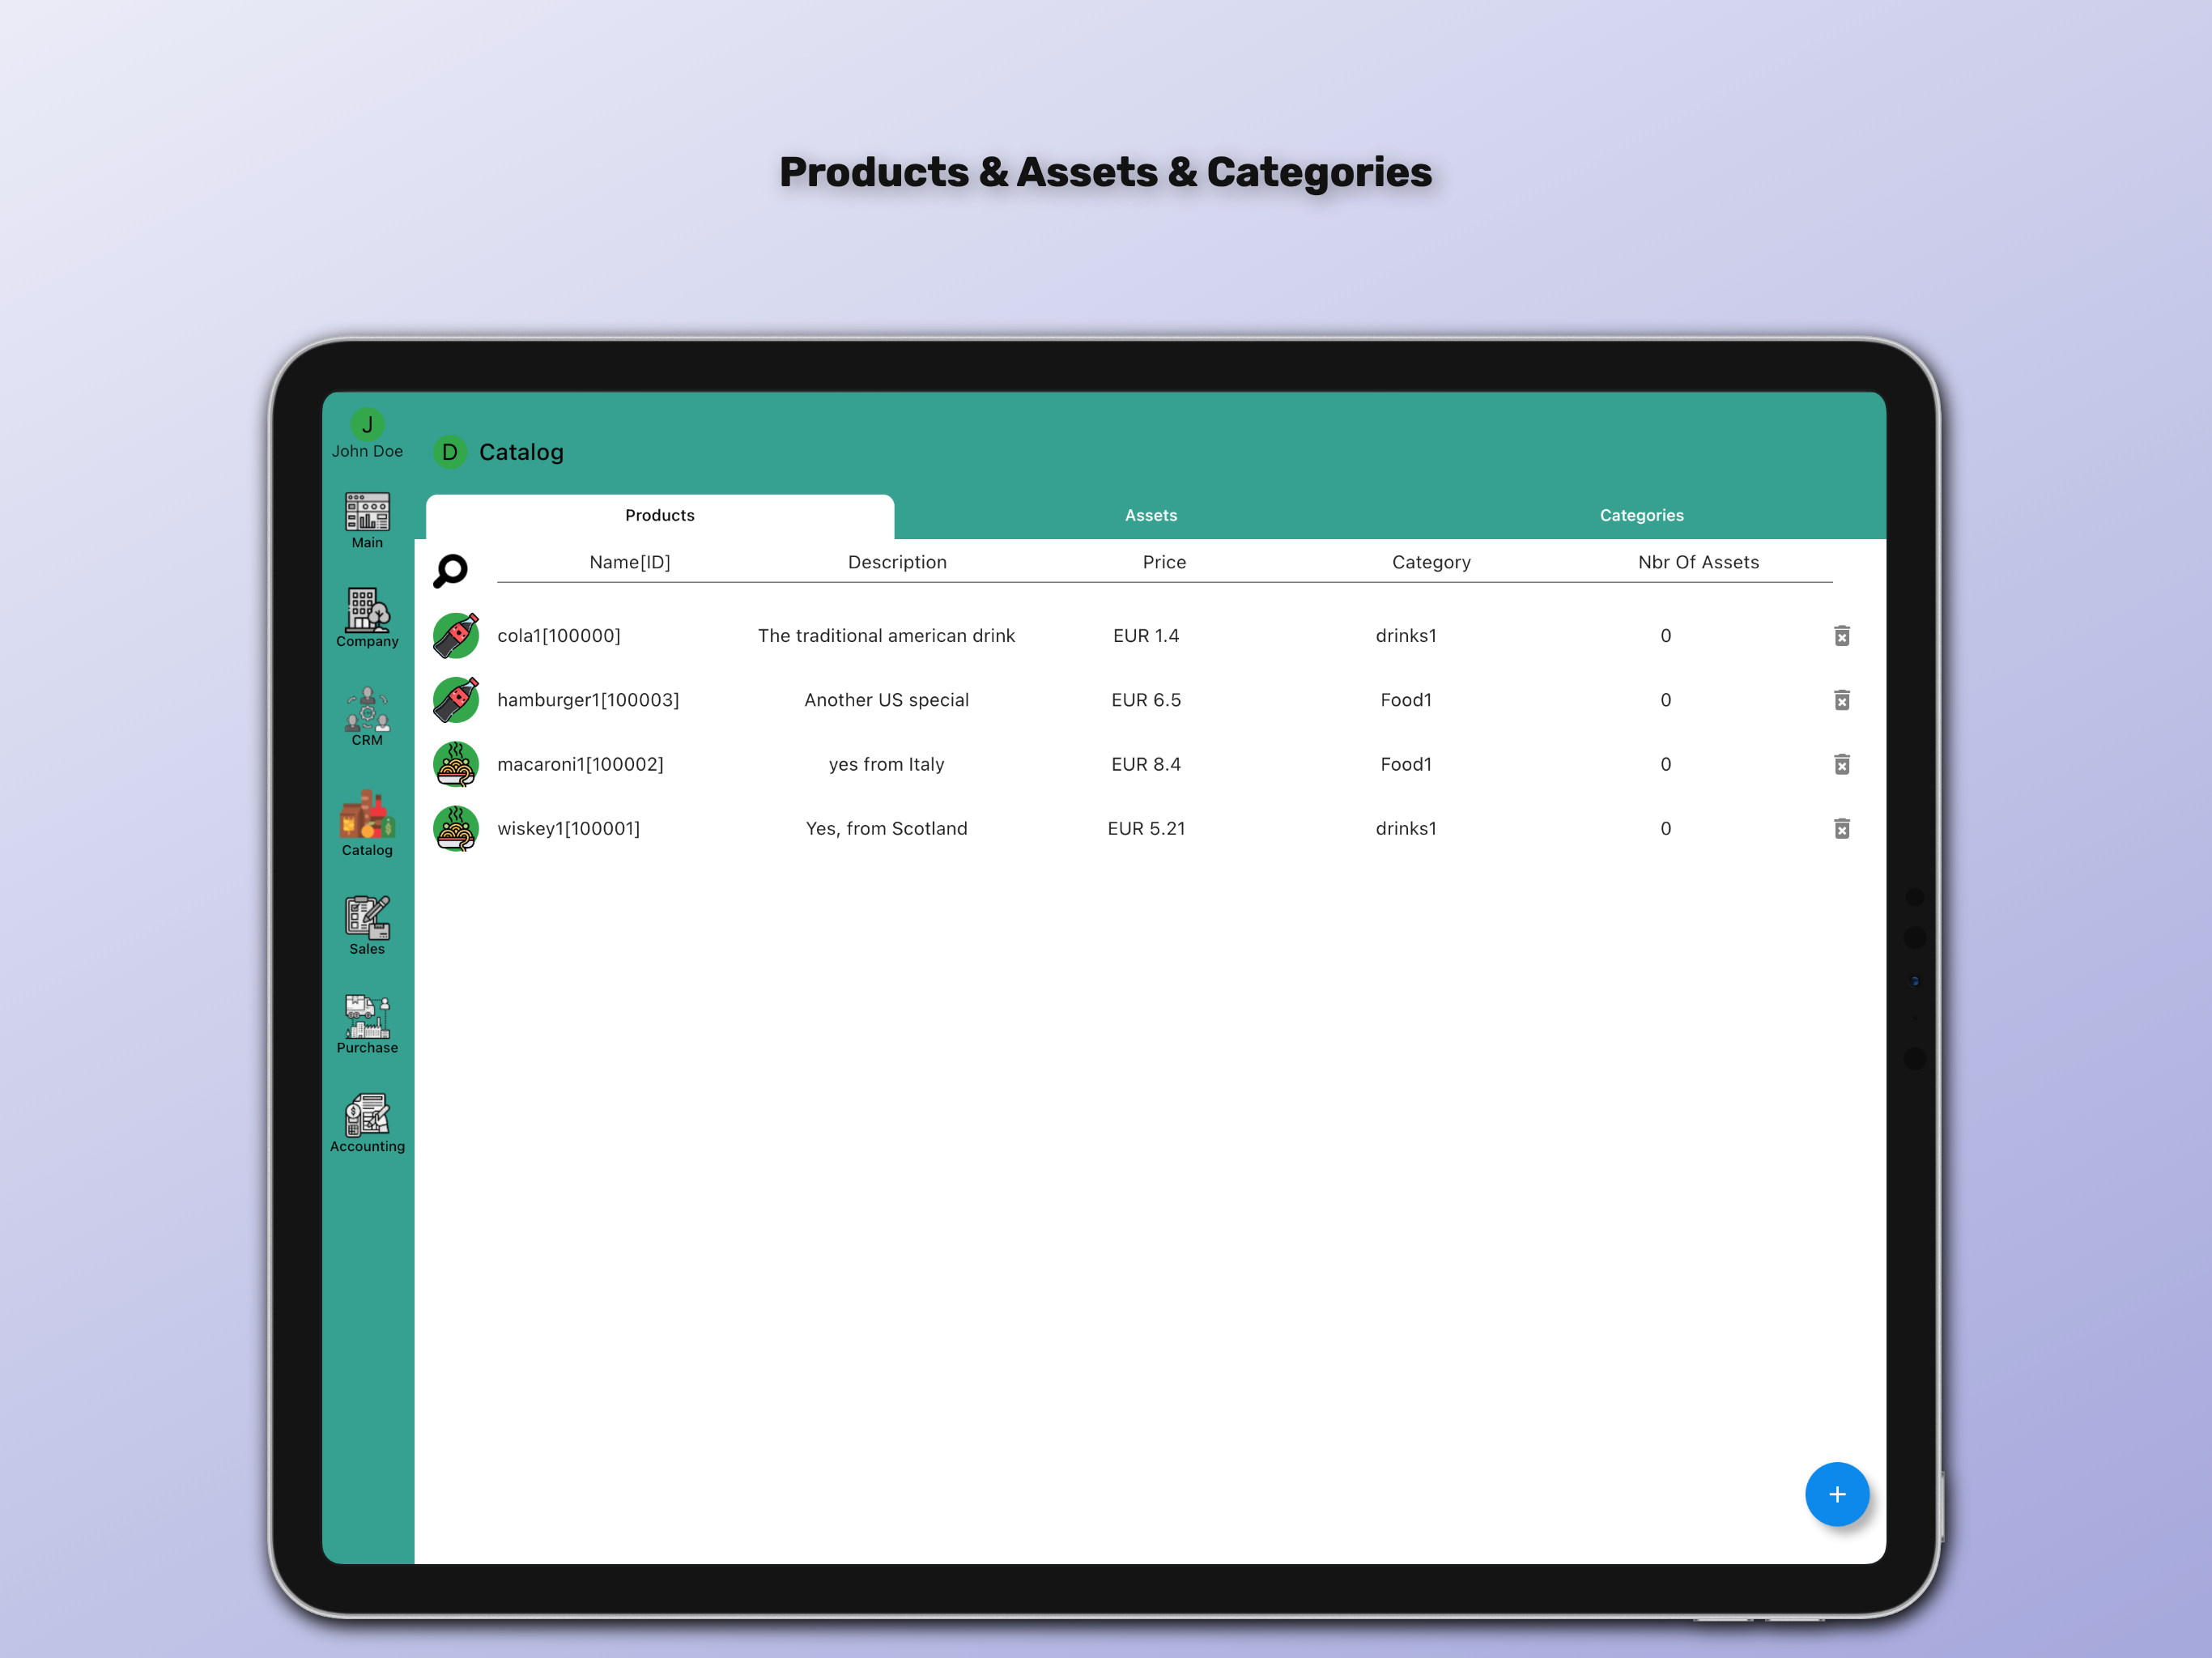 Products & Assets & Categories
J
John Doe
D Catalog
Main
Company
CRM
Catalog
Sales
Purchase
Accounting
Products Assets Categories
Name[ID] Description Price Category Nbr Of Assets
cola1[100000] The traditional american drink EUR 1.4 drinks1 0
hamburger1[100003] Another US special EUR 6.5 Food1 0
macaroni1[100002] yes from Italy EUR 8.4 Food1 0
wiskey1[100001] Yes, from Scotland EUR 5.21 drinks1 0
+